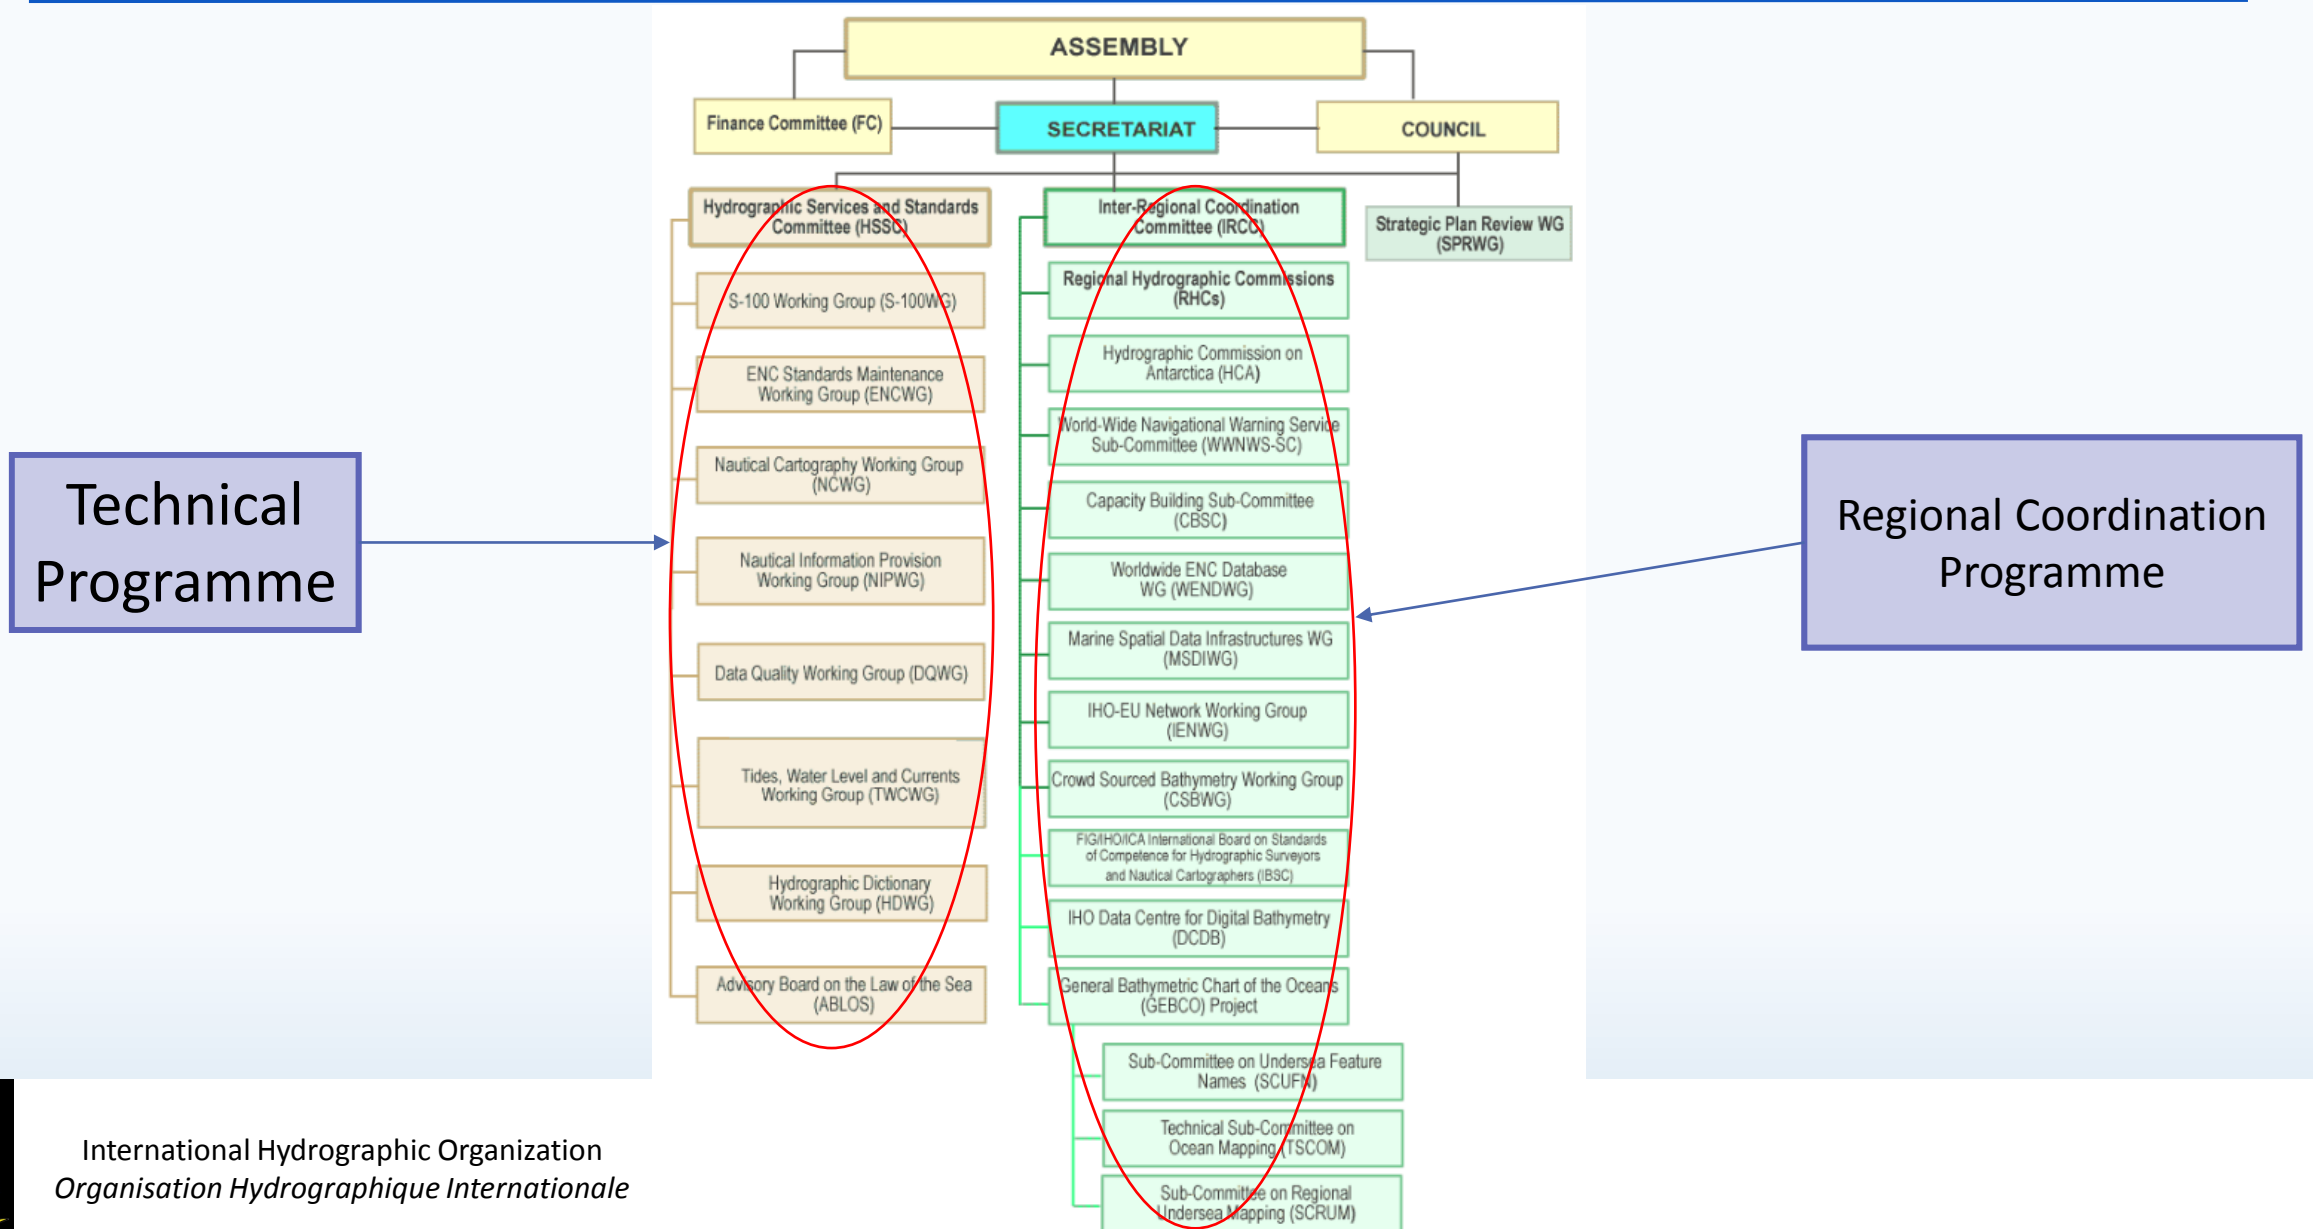 ASSEMBLY
Finance Committee (FC)
SECRETARIAT
COUNCIL
Hydrographic Services and Standards
Committee (HSSC)
Inter-Regional Coordination
Committee (IRCC)
Strategic Plan Review WG
(SPRWG)
S-100 Working Group (S-100WG)
ENC Standards Maintenance
Working Group (ENCWG)
Nautical Cartography Working Group
(NCWG)
Nautical Information Provision
Working Group (NIPWG)
Data Quality Working Group (DQWG)
Tides, Water Level and Currents
Working Group (TWCWG)
Hydrographic Dictionary
Working Group (HDWG)
Advisory Board on the Law of the Sea
(ABLOS)
Regional Hydrographic Commissions
(RHCs)
Hydrographic Commission on
Antarctica (HCA)
World-Wide Navigational Warning Service
Sub-Committee (WWNWS-SC)
Capacity Building Sub-Committee
(CBSC)
Worldwide ENC Database
WG (WENDWG)
Marine Spatial Data Infrastructures WG
(MSDIWG)
IHO-EU Network Working Group
(IENWG)
Crowd Sourced Bathymetry Working Group
(CSBWG)
FIG/IHO/ICA International Board on Standards
of Competence for Hydrographic Surveyors
and Nautical Cartographers (IBSC)
IHO Data Centre for Digital Bathymetry
(DCDB)
General Bathymetric Chart of the Oceans
(GEBCO) Project
Sub-Committee on Undersea Feature
Names (SCUFN)
Technical Sub-Committee on
Ocean Mapping (TSCOM)
Sub-Committee on Regional
Undersea Mapping (SCRUM)
Technical
Programme
Regional Coordination
Programme
International Hydrographic Organization
Organisation Hydrographique Internationale